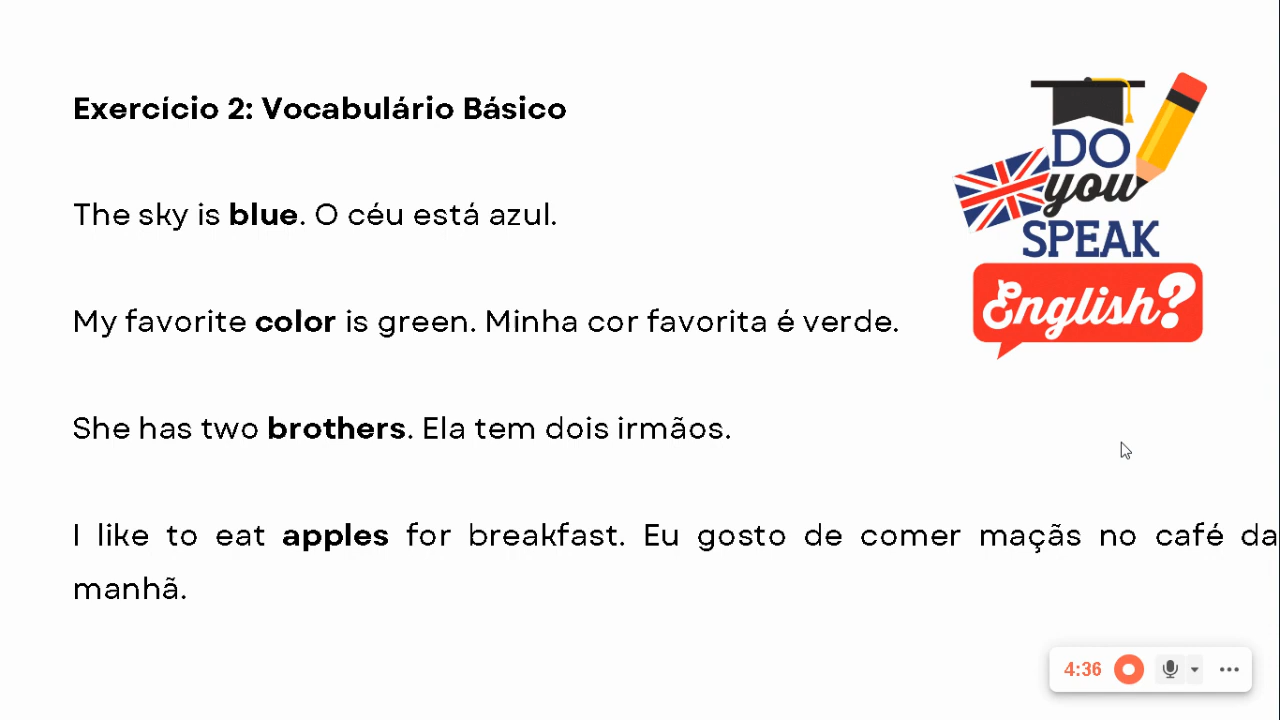 Exercício 2: Vocabulário Básico
The sky is blue. O céu está azul.
My favorite color is green. Minha cor favorita é verde.
She has two brothers. Ela tem dois irmãos.
I like to eat apples for breakfast. Eu gosto de comer maçãs no café da
manhã.
DO
you
SPEAK
English?
4:36